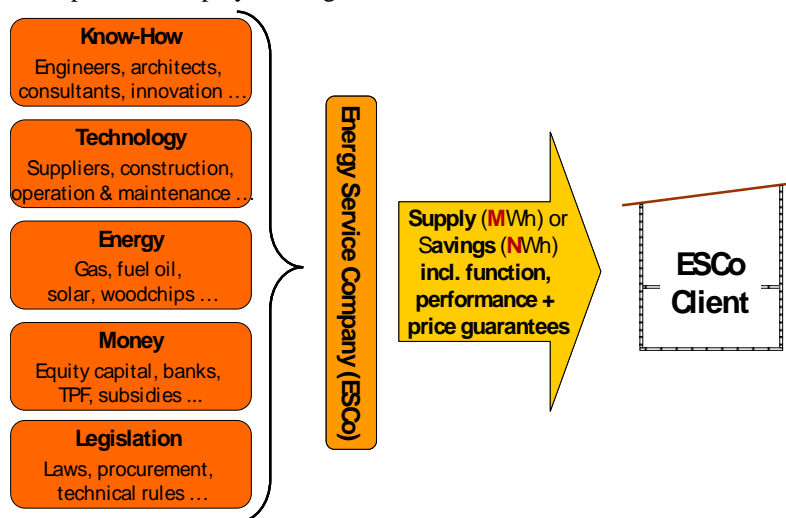 Know-How
Engineers, architects,
consultants, innovation …
Technology
Suppliers, construction,
operation & maintenance …
Energy
Gas, fuel oil,
solar, woodchips …
Money
Equity capital, banks,
TPF, subsidies ...
Legislation
Laws, procurement,
technical rules …
Energy Service Company (ESCo)
Supply (MWh) or
Savings (NWh)
incl. function,
performance +
price guarantees
ESCo
Client